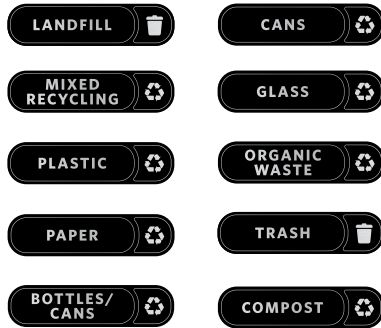 LANDFILL
MIXED
RECYCLING
PLASTIC
PAPER
BOTTLES/
CANS
CANS
GLASS
ORGANIC
WASTE
TRASH
COMPOST